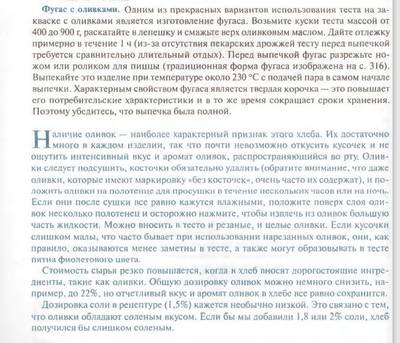 Фугас с оливками. Одним из прекрасных вариантов использования теста на за-
кваске с оливками является изготовление фугаса. Возьмите куски теста массой от
400 до 900 г, раскатайте в лепешку и смажьте верх оливковым маслом. Дайте отлежку
примерно в течение 1 ч (из-за отсутствия пекарских дрожжей тесту перед выпечкой
требуется сравнительно длительный отдых). Перед выпечкой фугас разрежьте но-
жом или роликом для пиццы (традиционная форма фугаса изображена на с. 316).
Выпекайте это изделие при температуре около 230 °С с подачей пара в самом начале
выпечки. Характерным свойством фугаса является твердая корочка — это повышает
его потребительские характеристики и в то же время сокращает сроки хранения.
Поэтому убедитесь, что выпечка была полной.
Наличие оливок — наиболее характерный признак этого хлеба. Их достаточно
много в каждом изделии, так что почти невозможно откусить кусочек и не
ощутить интенсивный вкус и аромат оливок, распространяющийся во рту. Олив-
ки следует подсушить, косточки обязательно удалить (обратите внимание, что даже
оливки, которые имеют маркировку «без косточек», очень часто их содержат), и по-
ложить оливки на полотенце для просушки в течение нескольких часов или на ночь.
Если они после сушки все равно кажутся влажными, положите поверх слоя оли-
вок несколько полотенец и осторожно нажмите, чтобы извлечь из оливок большую
часть жидкости. Можно вносить в тесто и резаные, и целые оливки. Если кусочки
слишком малы, что часто бывает при использовании нарезанных оливок, они, как
правило, оказываются менее заметны в тесте, а также могут образовывать в тесте
пятна фиолетового цвета.
Стоимость сырья резко повышается, когда в хлеб вносят дорогостоящие ингре-
диенты, такие как оливки. Общую дозировку оливок можно немного снизить, на-
пример, до 22%, но отчетливый вкус и аромат оливок в хлебе все равно сохранится.
Дозировка соли в рецептуре (1,5%) кажется необычно низкой. Это связано с тем,
что оливки обладают соленым вкусом. Если бы мы добавили 1,8 или 2% соли, хлеб
получился бы слишком соленым.